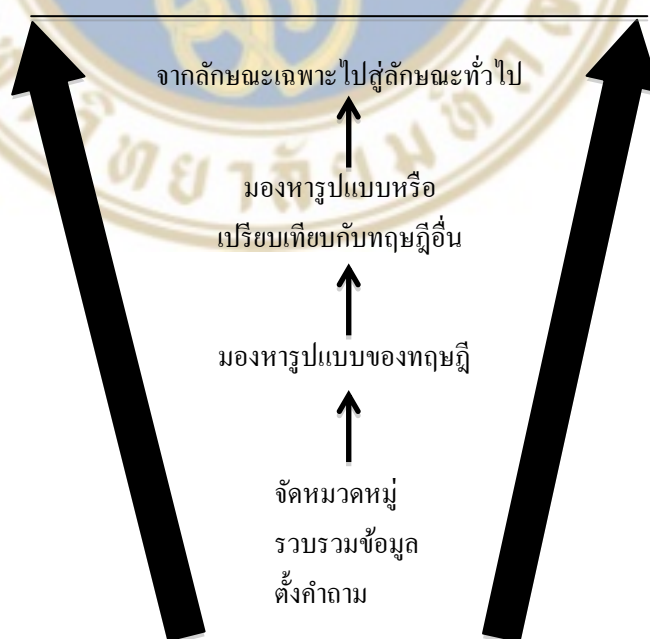 จากลักษณะเฉพาะไปสู่ลักษณะทั่วไป
มองหารูปแบบหรือ
เปรียบเทียบกับทฤษฎีอื่น
มองหารูปแบบของทฤษฎี
จัดหมวดหมู่
รวบรวมข้อมูล
ตั้งคำถาม